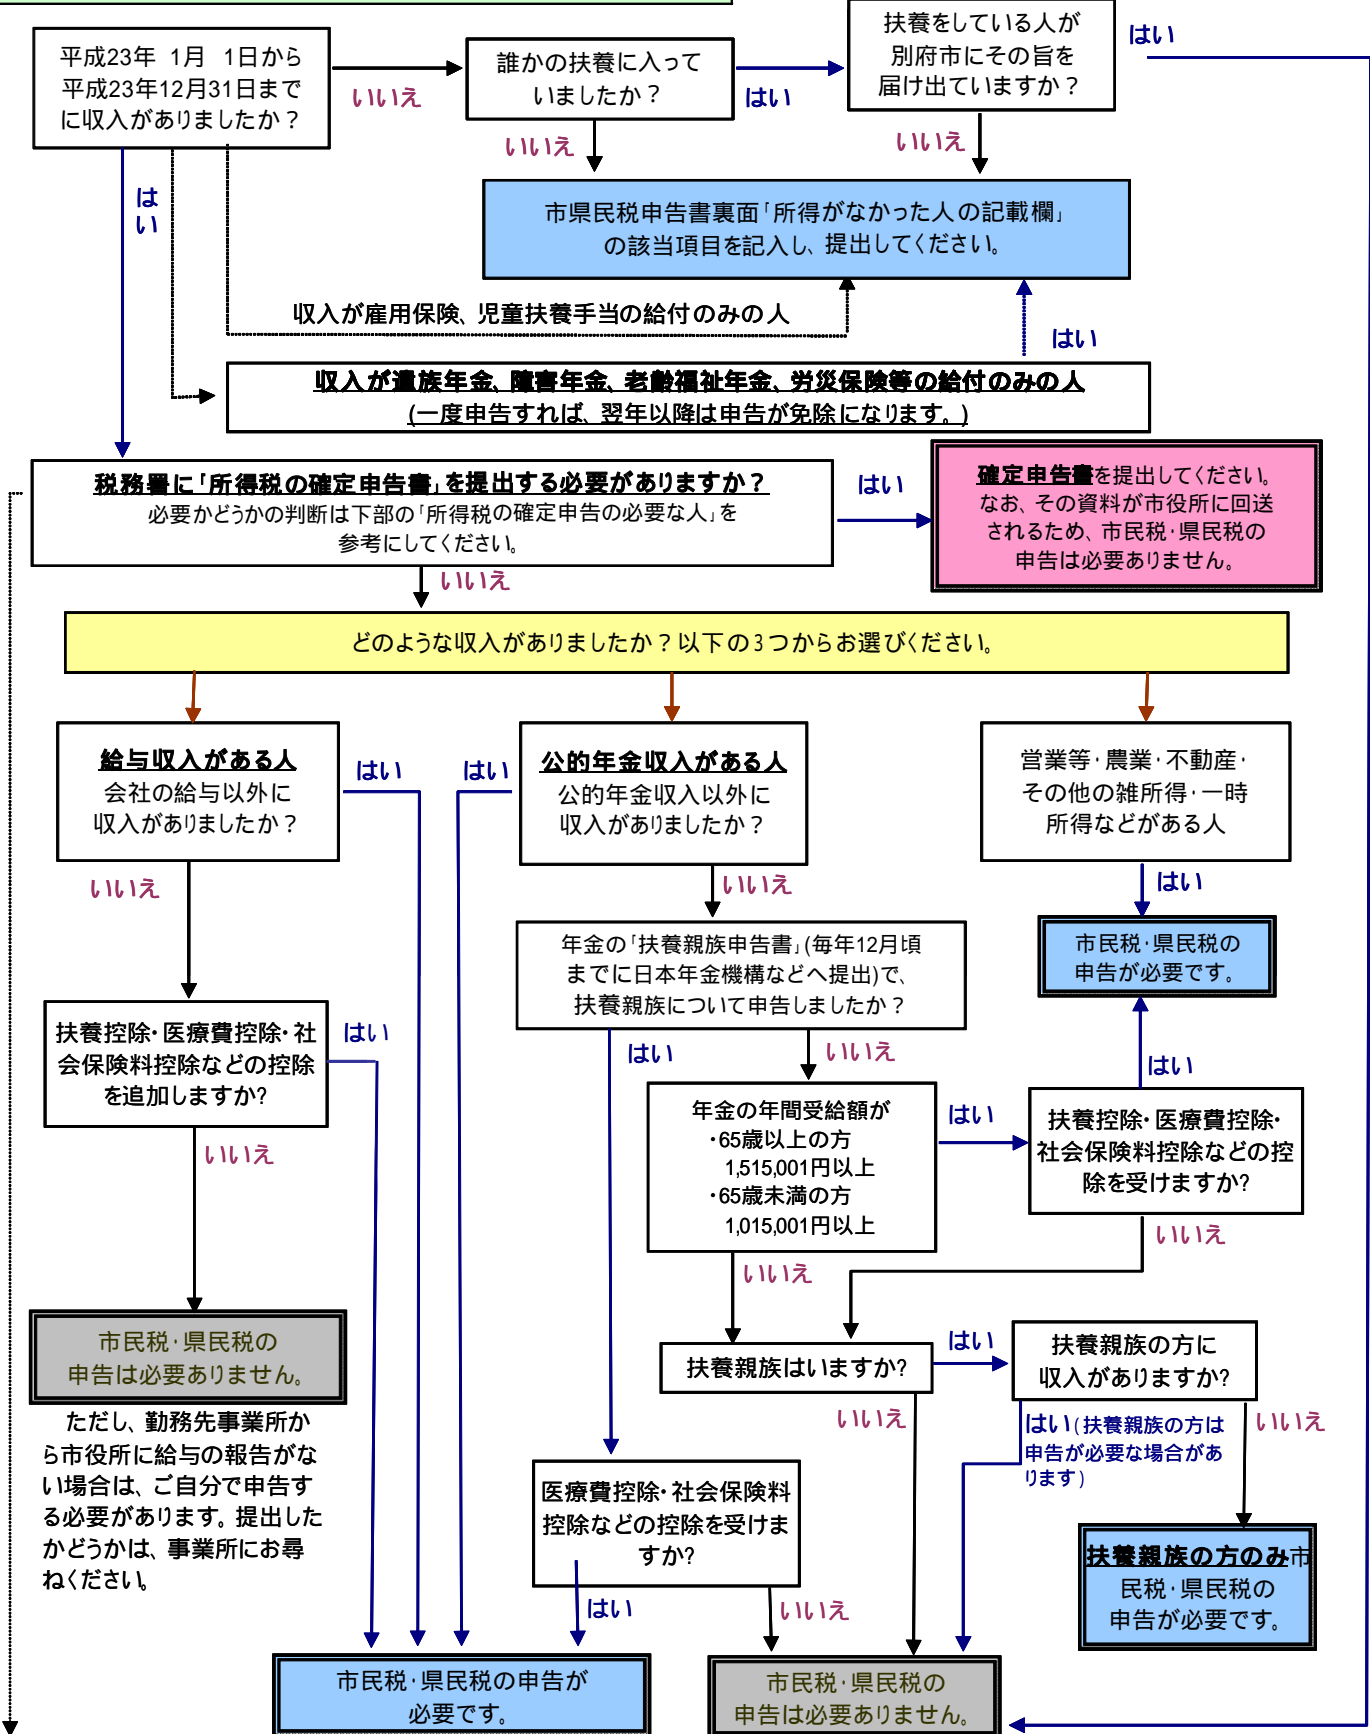 平成23年 1月 1日から
平成23年12月31日まで
に収入がありましたか?
いいえ
誰かの扶養に入って
いましたか?
はい
扶養をしている人が
別府市にその旨を
届け出ていますか?
はい
いいえ
いいえ
はい
市県民税申告書裏面「所得がなかった人の記載欄」
の該当項目を記入し、提出してください。
収入が雇用保険、児童扶養手当の給付のみの人
はい
収入が遺族年金、障害年金、老齢福祉年金、労災保険等の給付のみの人
(一度申告すれば、翌年以降は申告が免除になります。)
税務署に「所得税の確定申告書」を提出する必要がありますか?
必要かどうかの判断は下部の「所得税の確定申告の必要な人」を
参考にしてください。
はい
確定申告書を提出してください。
なお、その資料が市役所に回送
されるため、市民税・県民税の
申告は必要ありません。
いいえ
どのような収入がありましたか?以下の3つからお選びください。
給与収入がある人
会社の給与以外に
収入がありましたか?
はい
はい
公的年金収入がある人
公的年金収入以外に
収入がありましたか?
営業等・農業・不動産・
その他の雑所得・一時
所得などがある人
いいえ
いいえ
はい
年金の「扶養親族申告書」(毎年12月頃
までに日本年金機構などへ提出)で、
扶養親族について申告しましたか?
市民税・県民税の
申告が必要です。
扶養控除・医療費控除・社
会保険料控除などの控除
を追加しますか?
はい
はい
いいえ
はい
いいえ
年金の年間受給額が
・65歳以上の方
1,515,001円以上
・65歳未満の方
1,015,001円以上
はい
扶養控除・医療費控除・
社会保険料控除などの控
除を受けますか?
いいえ
いいえ
市民税・県民税の
申告は必要ありません。
ただし、勤務先事業所か
ら市役所に給与の報告がな
い場合は、ご自分で申告す
る必要があります。提出した
かどうかは、事業所にお尋
ねください。
扶養親族はいますか?
はい
扶養親族の方に
収入がありますか?
いいえ
はい(扶養親族の方は
申告が必要な場合があ
ります)
いいえ
医療費控除・社会保険料
控除などの控除を受けま
すか?
扶養親族の方のみ市
民税・県民税の
申告が必要です。
はい
いいえ
市民税・県民税の申告が
必要です。
市民税・県民税の
申告は必要ありません。